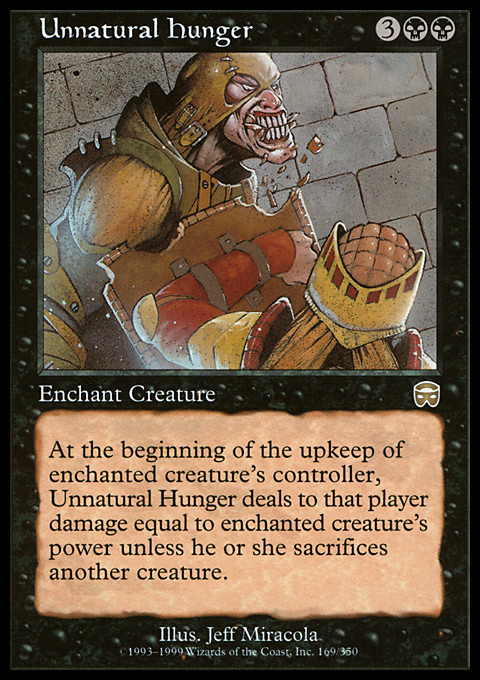 Unnatural Hunger 3
Enchant Creature
At the beginning of the upkeep of
enchanted creature's controller,
Unnatural Hunger deals to that player
damage equal to enchanted creature's
power unless he or she sacrifices
another creature.
Illus. Jeff Miracola
©1993–1999 Wizards of the Coast, Inc. 169/350